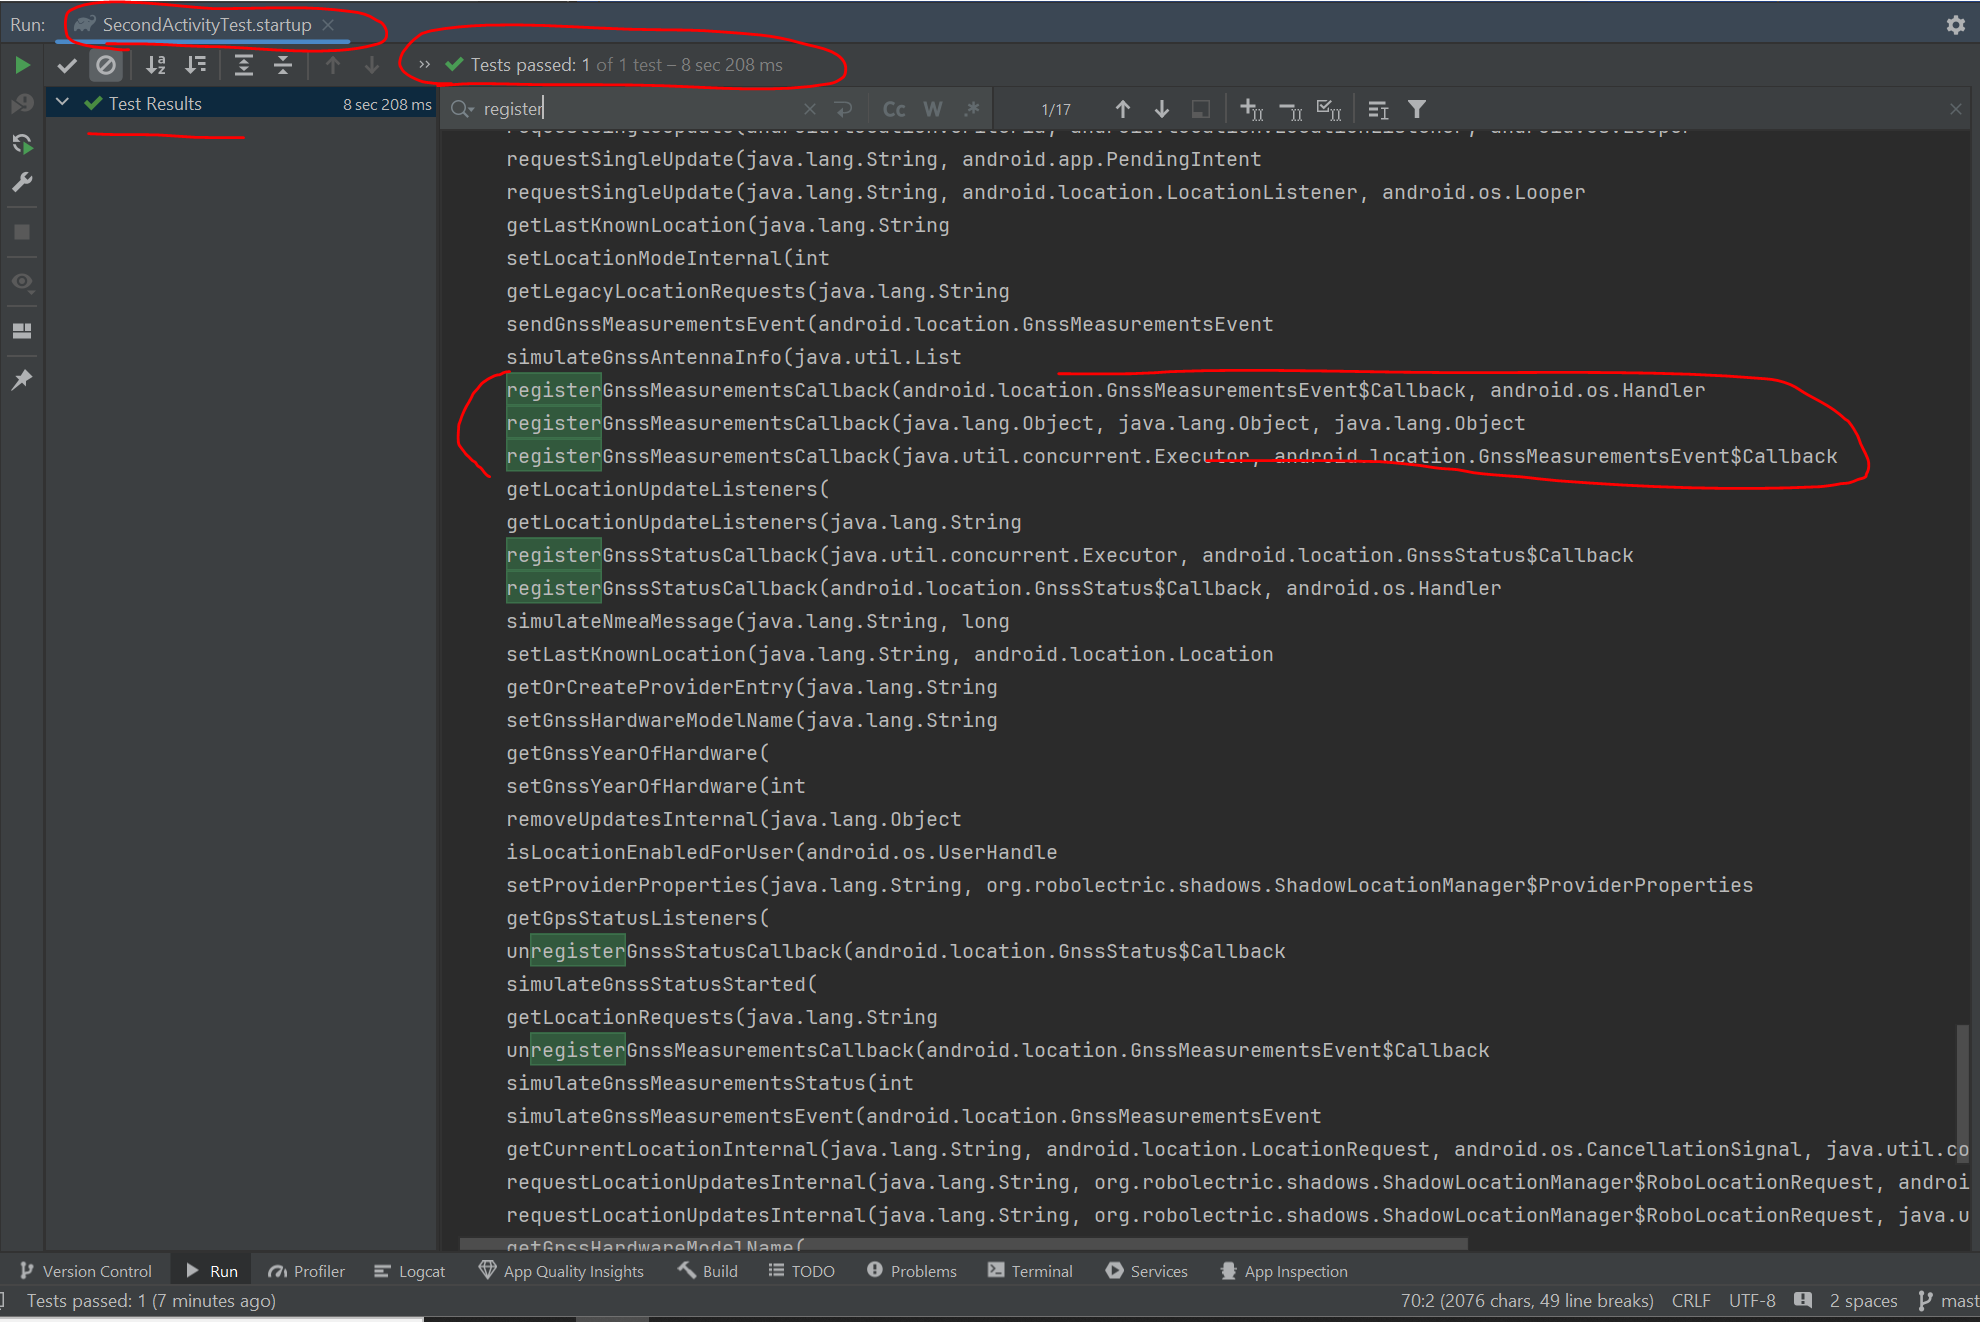 Run: SecondActivityTest.startup
» Tests passed: 1 of 1 test – 8 sec 208 ms
Test Results 8 sec 208 ms
register Cc W .* 1/17
requestSingleUpdate(android.location.Criteria, android.location.LocationListener, android.os.Looper
requestSingleUpdate(java.lang.String, android.app.PendingIntent
requestSingleUpdate(java.lang.String, android.location.LocationListener, android.os.Looper
getLastKnownLocation(java.lang.String
setLocationModeInternal(int
getLegacyLocationRequests(java.lang.String
sendGnssMeasurementsEvent(android.location.GnssMeasurementsEvent
simulateGnssAntennaInfo(java.util.List
registerGnssMeasurementsCallback(android.location.GnssMeasurementsEvent$Callback, android.os.Handler
registerGnssMeasurementsCallback(java.lang.Object, java.lang.Object, java.lang.Object
registerGnssMeasurementsCallback(java.util.concurrent.Executor, android.location.GnssMeasurementsEvent$Callback
getLocationUpdateListeners(
getLocationUpdateListeners(java.lang.String
registerGnssStatusCallback(java.util.concurrent.Executor, android.location.GnssStatus$Callback
registerGnssStatusCallback(android.location.GnssStatus$Callback, android.os.Handler
simulateNmeaMessage(java.lang.String, long
setLastKnownLocation(java.lang.String, android.location.Location
getOrCreateProviderEntry(java.lang.String
setGnssHardwareModelName(java.lang.String
getGnssYearOfHardware(
setGnssYearOfHardware(int
removeUpdatesInternal(java.lang.Object
isLocationEnabledForUser(android.os.UserHandle
setProviderProperties(java.lang.String, org.robolectric.shadows.ShadowLocationManager$ProviderProperties
getGpsStatusListeners(
unregisterGnssStatusCallback(android.location.GnssStatus$Callback
simulateGnssStatusStarted(
getLocationRequests(java.lang.String
unregisterGnssMeasurementsCallback(android.location.GnssMeasurementsEvent$Callback
simulateGnssMeasurementsStatus(int
simulateGnssMeasurementsEvent(android.location.GnssMeasurementsEvent
getCurrentLocationInternal(java.lang.String, android.location.LocationRequest, android.os.CancellationSignal, java.util.co
requestLocationUpdatesInternal(java.lang.String, org.robolectric.shadows.ShadowLocationManager$RoboLocationRequest, androi
requestLocationUpdatesInternal(java.lang.String, org.robolectric.shadows.ShadowLocationManager$RoboLocationRequest, java.u
getGnssHardwareModelName(
Version Control Run Profiler Logcat App Quality Insights Build TODO Problems Terminal Services App Inspection
Tests passed: 1 (7 minutes ago) 70:2 (2076 chars, 49 line breaks) CRLF UTF-8 2 spaces mast